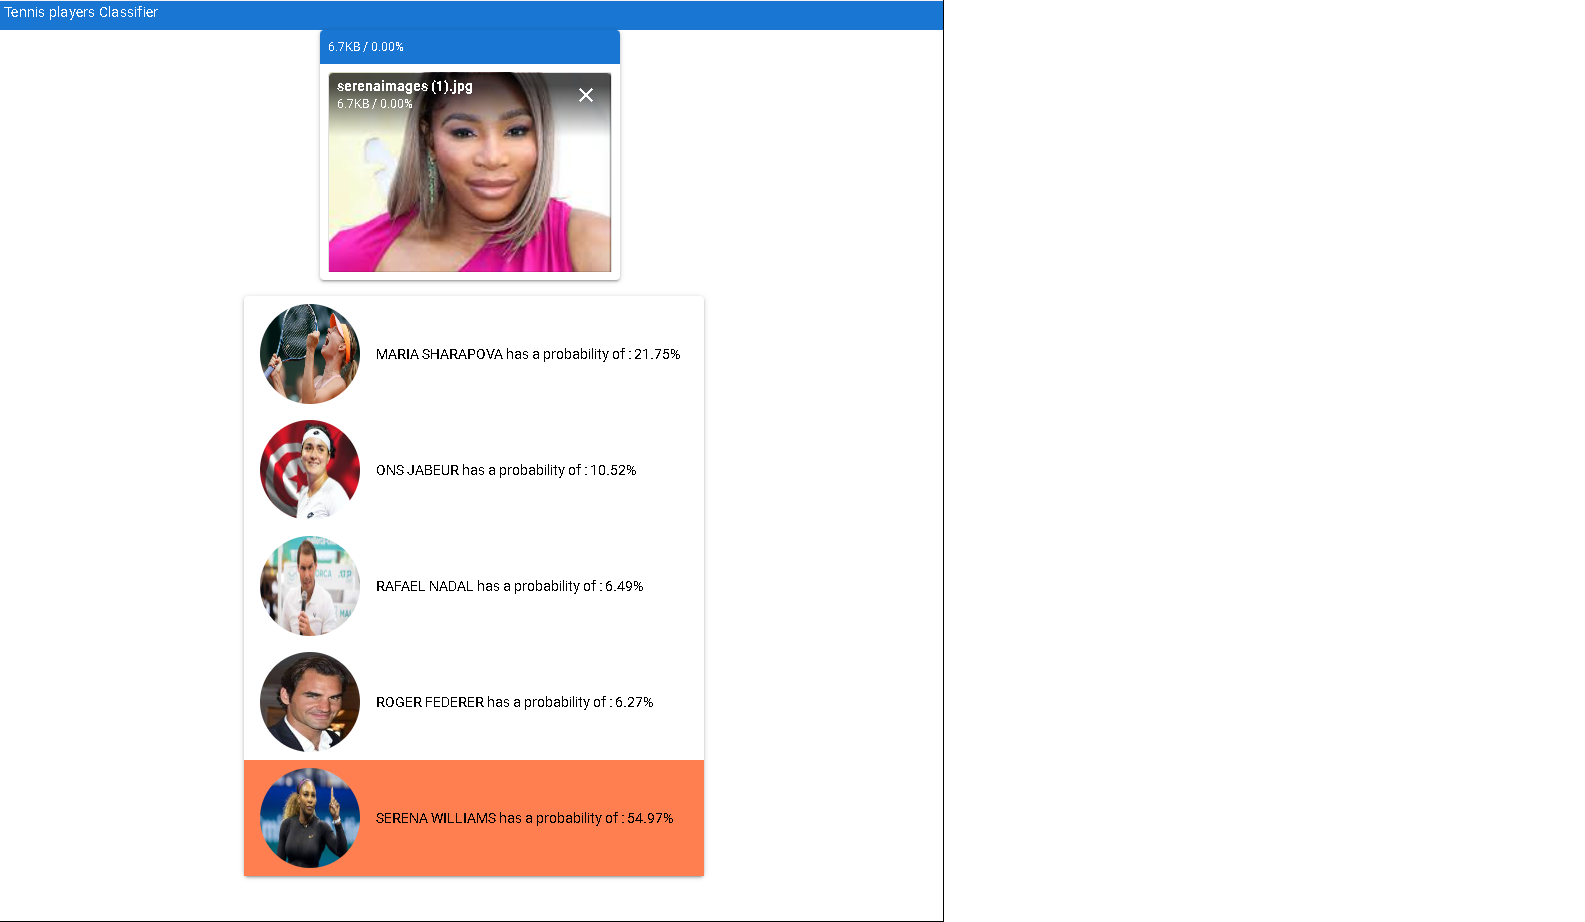 Tennis players Classifier
6.7KB / 0.00%
serenaimages (1).jpg
6.7KB / 0.00%
MARIA SHARAPOVA has a probability of : 21.75%
ONS JABEUR has a probability of : 10.52%
RAFAEL NADAL has a probability of : 6.49%
ROGER FEDERER has a probability of : 6.27%
SERENA WILLIAMS has a probability of : 54.97%